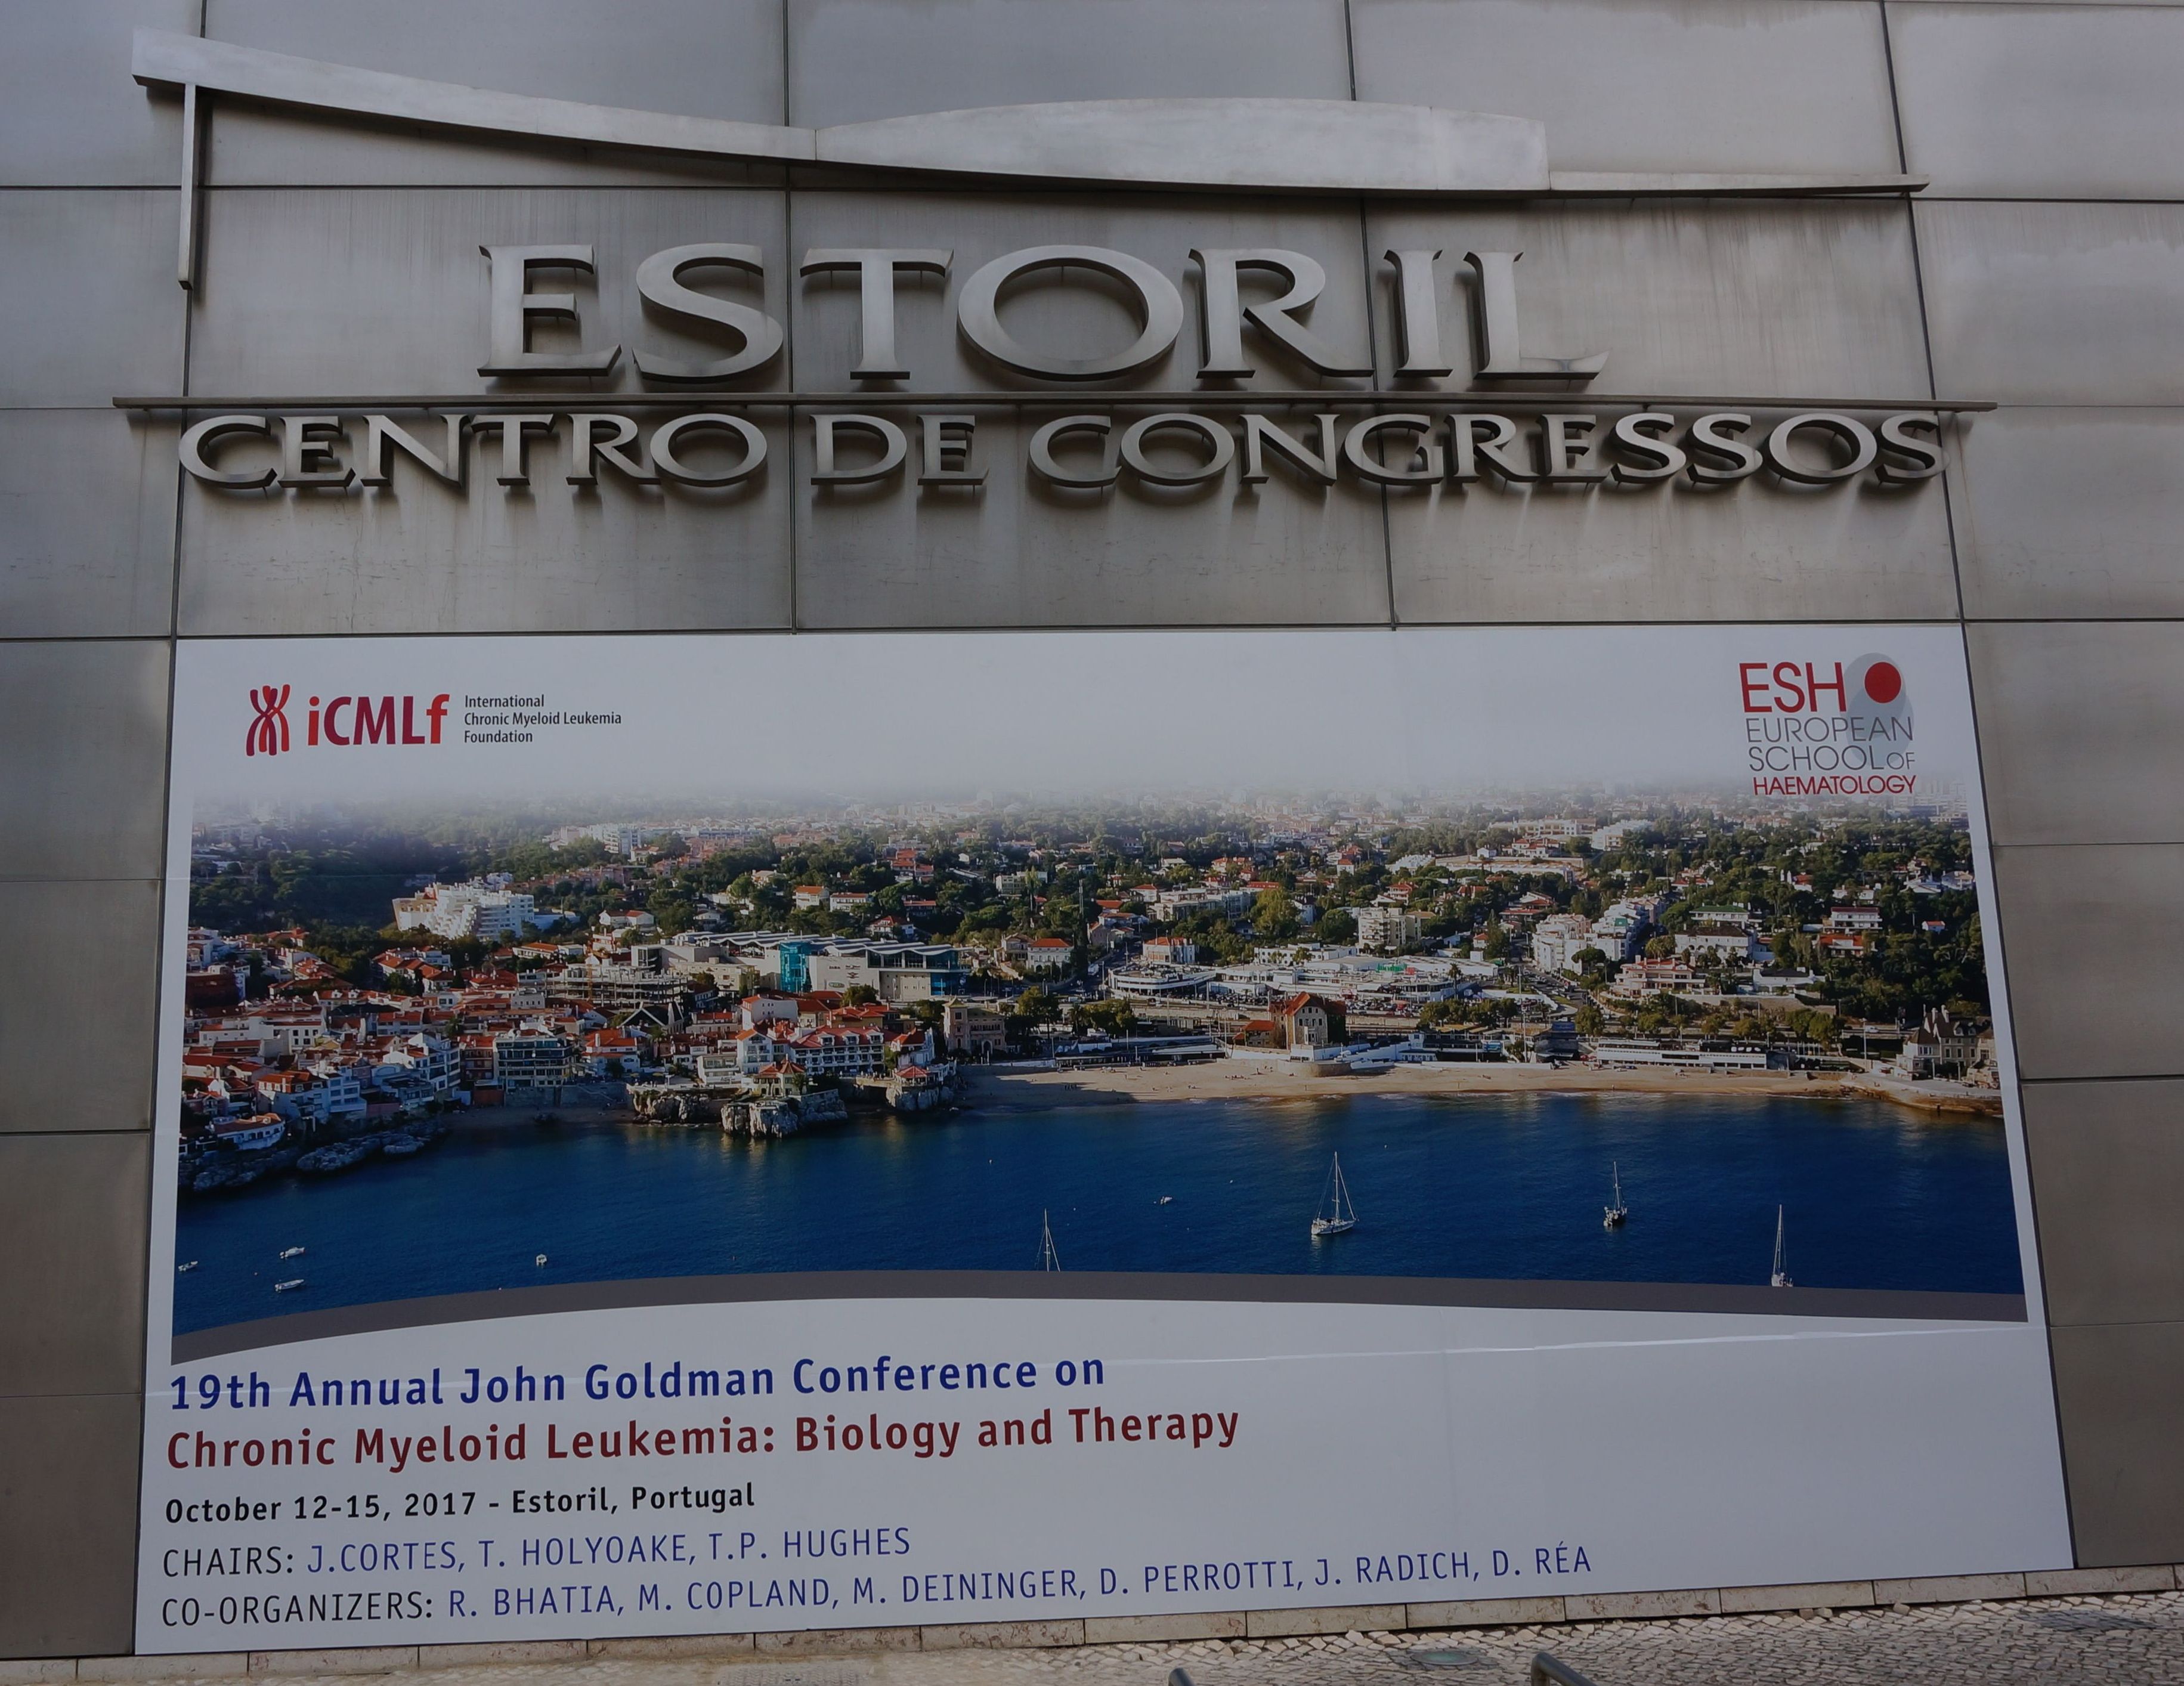 ESTORIL
CENTRO DE CONGRESSOS
iCMLf
International
Chronic Myeloid Leukemia
Foundation
ESH
EUROPEAN
SCHOOL OF
HAEMATOLOGY
19th Annual John Goldman Conference on
Chronic Myeloid Leukemia: Biology and Therapy
October 12-15, 2017 - Estoril, Portugal
CHAIRS: J.CORTES, T. HOLYOAKE, T.P. HUGHES
CO-ORGANIZERS: R. BHATIA, M. COPLAND, M. DEININGER, D. PERROTTI, J. RADICH, D. RÉA